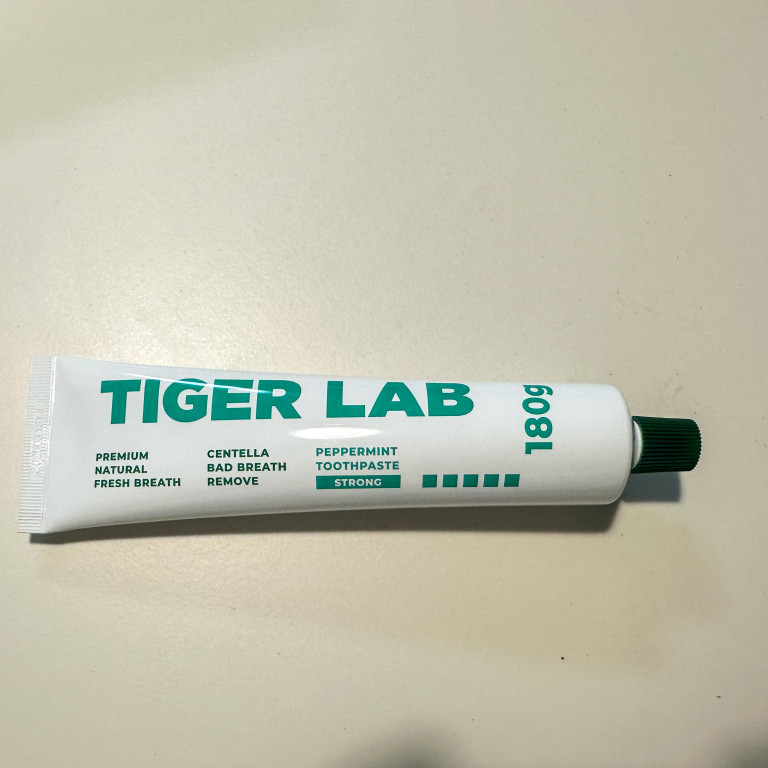 TIGER LAB
180g
PREMIUM
NATURAL
FRESH BREATH
CENTELLA
BAD BREATH
REMOVE
PEPPERMINT
TOOTHPASTE
STRONG